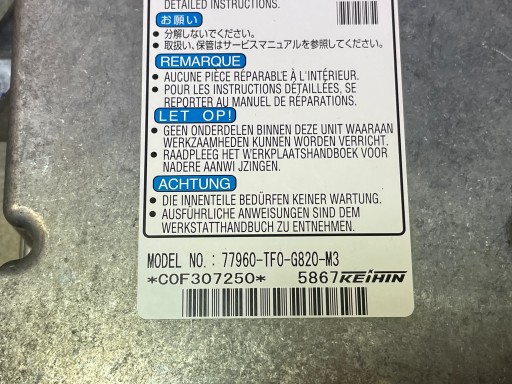 DETAILED INSTRUCTIONS.
お願い
● 分解しないでください。
● 取扱い、保管はサービスマニュアルを参照してください。
REMARQUE
● AUCUNE PIÈCE RÉPARABLE À L'INTÉRIEUR.
● POUR LES INSTRUCTIONS DÉTAILLÉES, SE
REPORTER AU MANUEL DE RÉPARATIONS.
LET OP!
● GEEN ONDERDELEN BINNEN DEZE UNIT WAARAAN
WERKZAAMHEDEN KUNNEN WORDEN VERRICHT.
● RAADPLEEG HET WERKPLAATSHANDBOEK VOOR
NADERE AANWI JZINGEN.
ACHTUNG
● DIE INNENTEILE BEDÜRFEN KEINER WARTUNG.
● AUSFÜHRLICHE ANWEISUNGEN SIND DEM
WERKSTATTHANDBUCH ZU ENTNEHMEN.
MODEL NO. : 77960-TF0-G820-M3
*C0F307250* 5867 KEIHIN